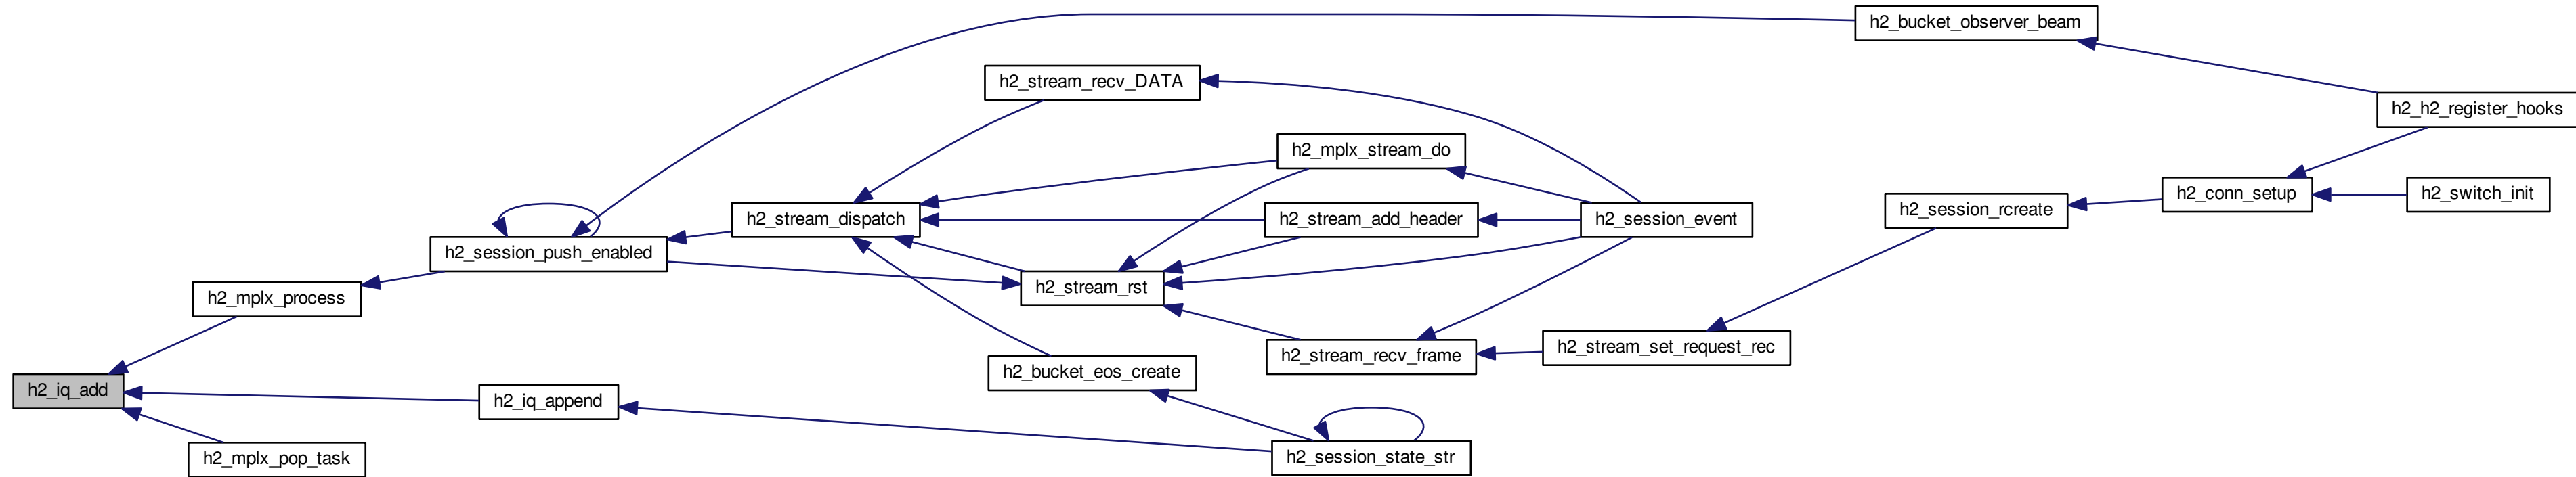 h2_bucket_observer_beam
h2_stream_recv_DATA
h2_h2_register_hooks
h2_mplx_stream_do
h2_conn_setup
h2_switch_init
h2_session_rcreate
h2_stream_dispatch
h2_stream_add_header
h2_session_event
h2_session_push_enabled
h2_stream_rst
h2_mplx_process
h2_stream_recv_frame
h2_stream_set_request_rec
h2_bucket_eos_create
h2_iq_add
h2_iq_append
h2_mplx_pop_task
h2_session_state_str